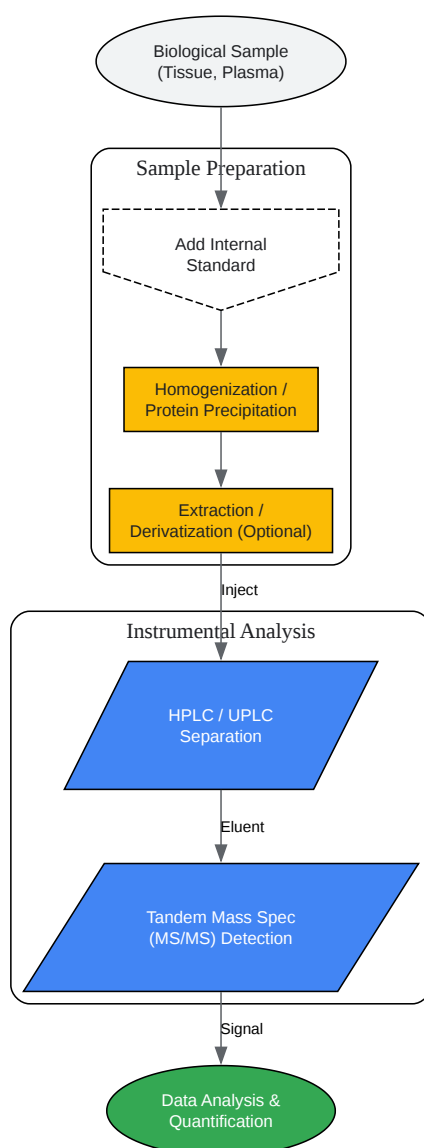 Biological Sample
(Tissue, Plasma)
Sample Preparation
Add Internal
Standard
Homogenization /
Protein Precipitation
Extraction /
Derivatization (Optional)
Inject
Instrumental Analysis
HPLC / UPLC
Separation
Eluent
Tandem Mass Spec
(MS/MS) Detection
Signal
Data Analysis &
Quantification